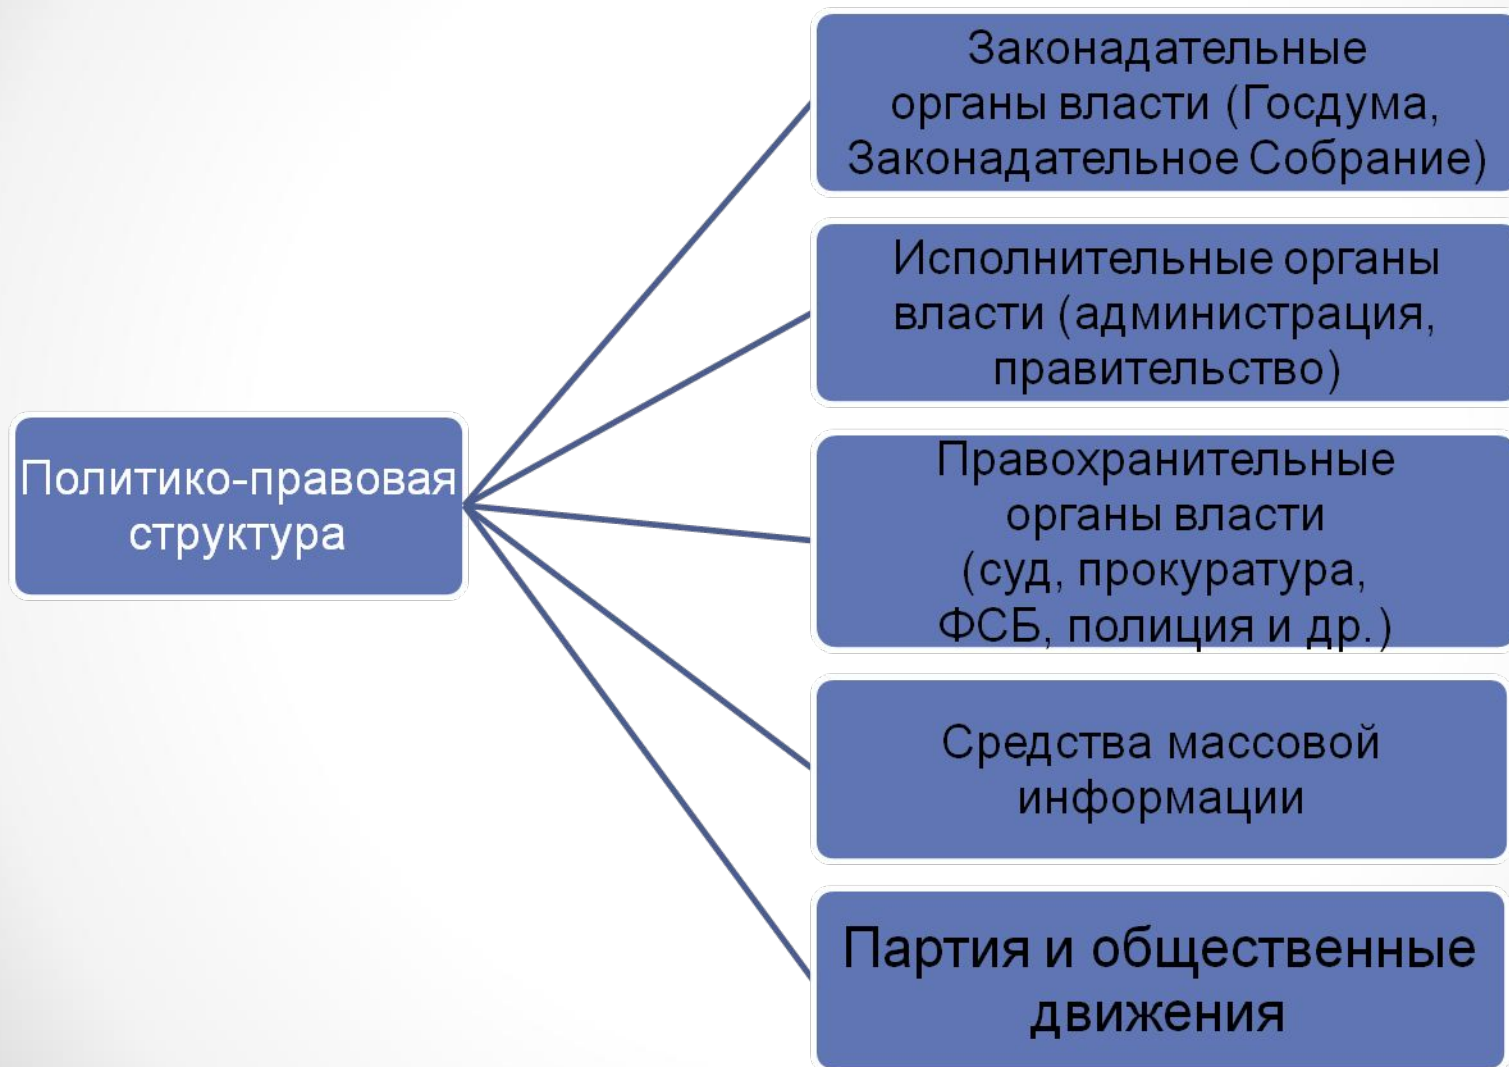 Политико-правовая
структура
Законадательные
органы власти (Госдума,
Законадательное Собрание)
Исполнительные органы
власти (администрация,
правительство)
Правохранительные
органы власти
(суд, прокуратура,
ФСБ, полиция и др.)
Средства массовой
информации
Партия и общественные
движения